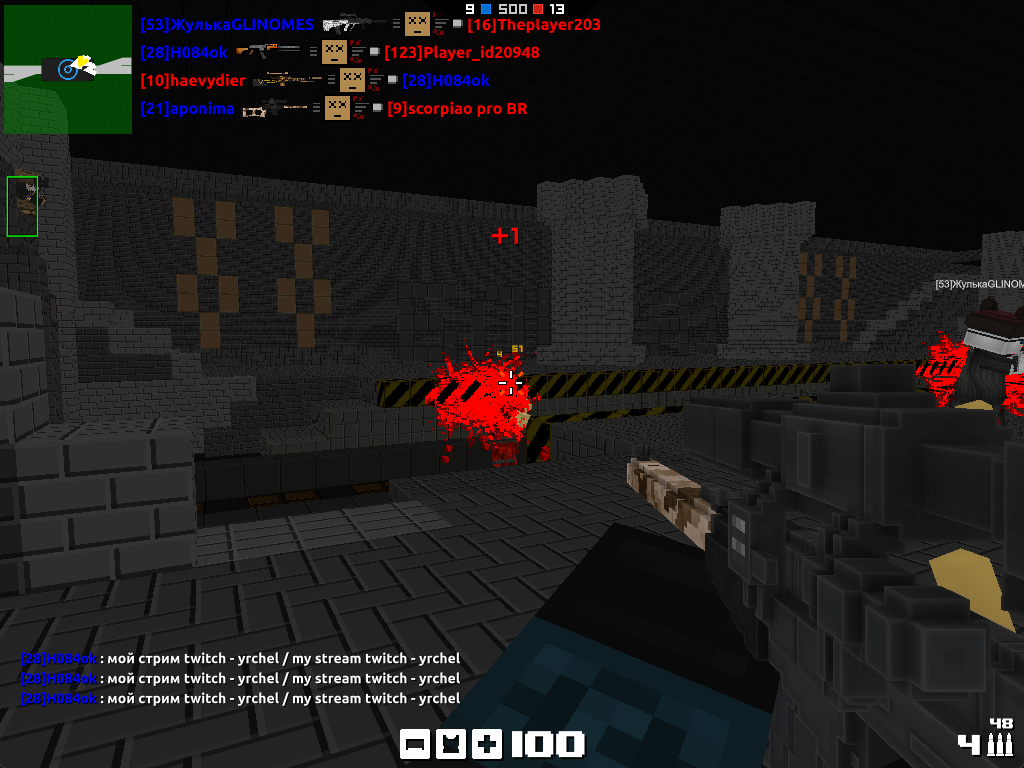 9 500 13
[53]ЖулькаGLINOMES [16]Theplayer203
[28]H084ok [123]Player_id20948
[10]haevydier [28]H084ok
[21]aponima [9]scorpiao pro BR
+1
[53]ЖулькаGLINOM
4 51
[28]H084ok : мой стрим twitch - yrchel / my stream twitch - yrchel
[28]H084ok : мой стрим twitch - yrchel / my stream twitch - yrchel
[28]H084ok : мой стрим twitch - yrchel / my stream twitch - yrchel
100
48
4